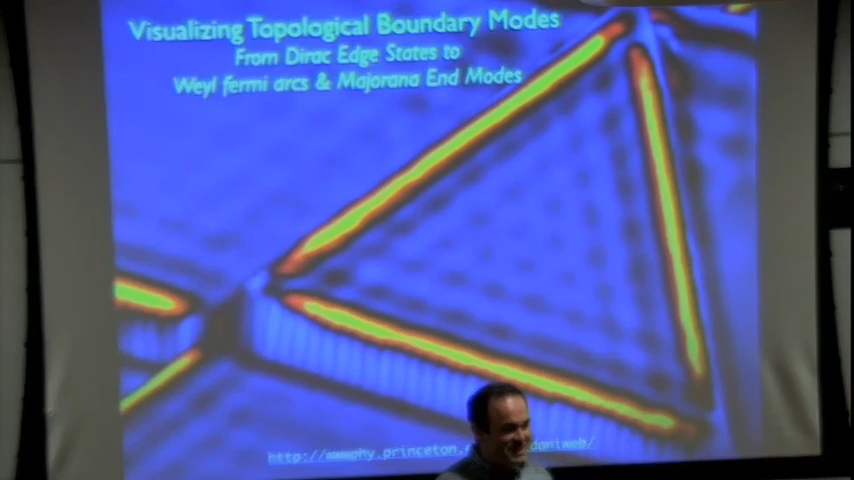 Visualizing Topological Boundary Modes
From Dirac Edge States to
Weyl fermi arcs & Majorana End Modes